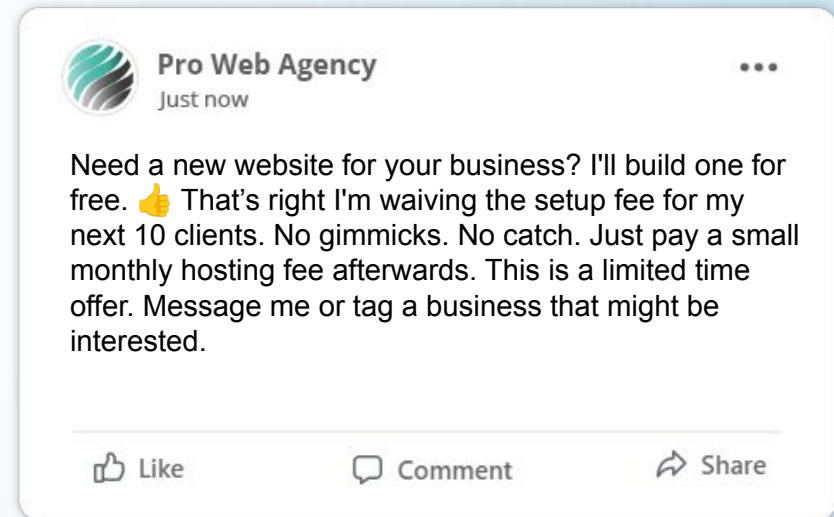 Pro Web Agency
Just now
Need a new website for your business? I'll build one for
free. 👍 That’s right I'm waiving the setup fee for my
next 10 clients. No gimmicks. No catch. Just pay a small
monthly hosting fee afterwards. This is a limited time
offer. Message me or tag a business that might be
interested.
Like
Comment
Share